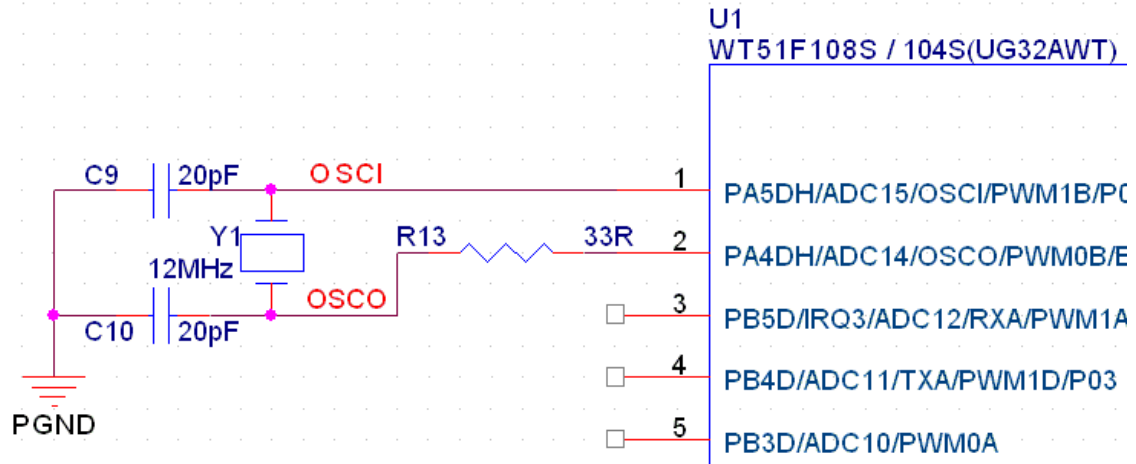 U1
WT51F108S / 104S(UG32AWT)
C9 20pF OSCI 1 PA5DH/ADC15/OSCI/PWM1B/P0
Y1 R13 33R 2 PA4DH/ADC14/OSCO/PWM0B/E
12MHz
OSCO
C10 20pF 3 PB5D/IRQ3/ADC12/RXA/PWM1A
4 PB4D/ADC11/TXA/PWM1D/P03
PGND
5 PB3D/ADC10/PWM0A